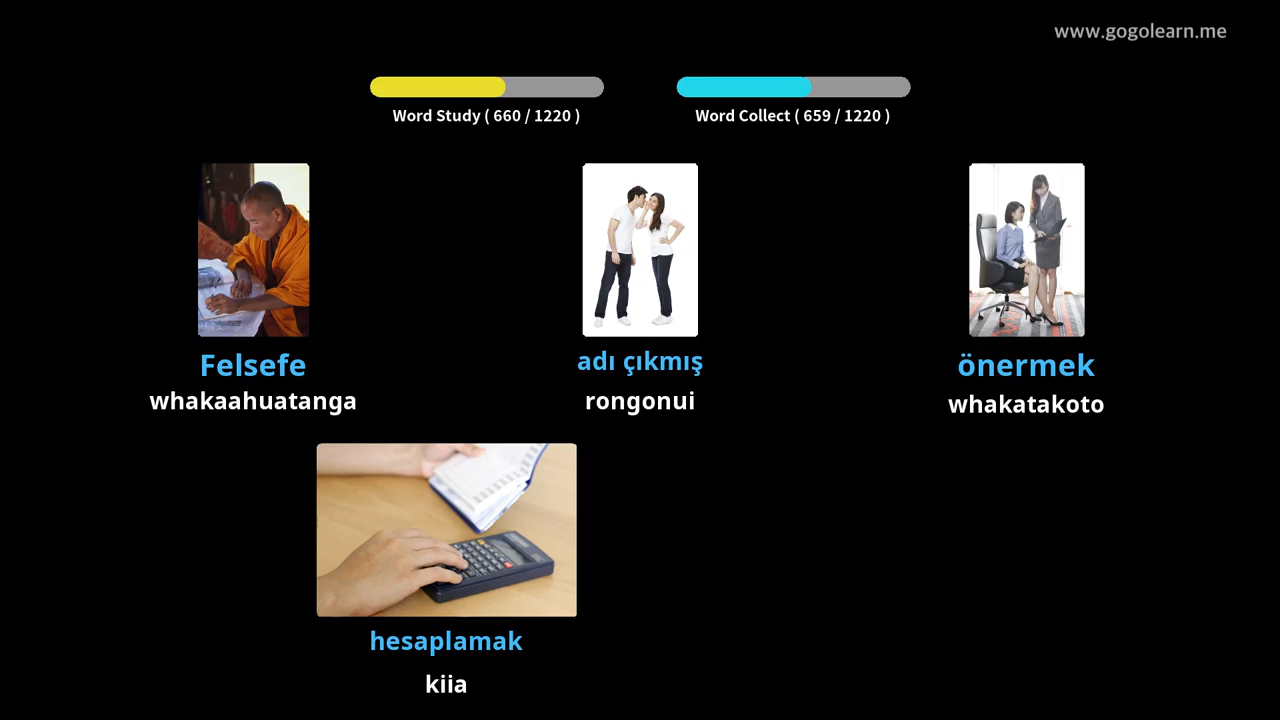 www.gogolearn.me
Word Study ( 660 / 1220 )
Word Collect ( 659 / 1220 )
Felsefe
whakaahuatanga
adı çıkmış
rongonui
önermek
whakatakoto
hesaplamak
kiia